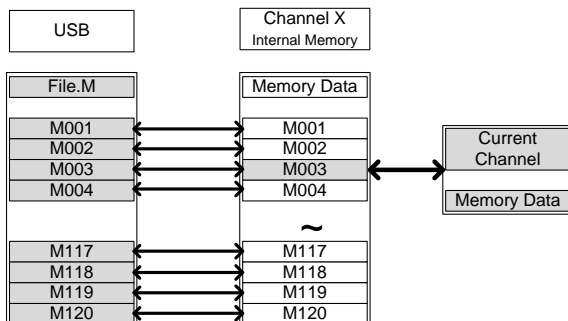 USB
Channel X
Internal Memory
File.M
Memory Data
M001
M001
M002
M002
M003
M003
M004
M004
Current
Channel
Memory Data
~
M117
M117
M118
M118
M119
M119
M120
M120